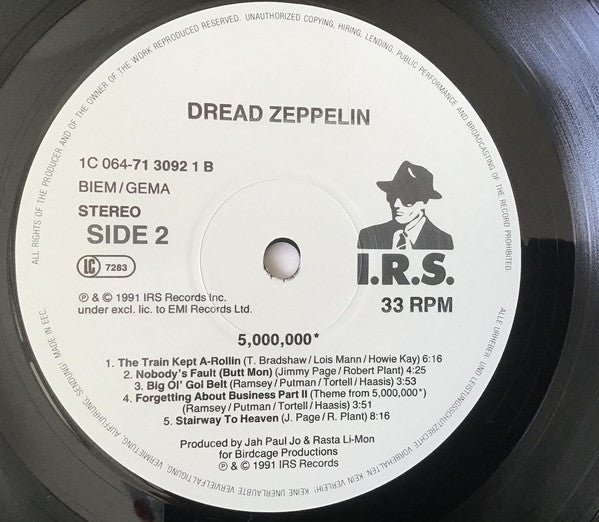 ALL RIGHTS OF THE PRODUCER AND OF THE OWNER OF THE WORK REPRODUCED RESERVED. UNAUTHORIZED COPYING, HIRING, LENDING, PUBLIC PERFORMANCE AND BROADCASTING OF THE RECORD PROHIBITED.
DREAD ZEPPELIN
1C 064-71 3092 1 B
BIEM/GEMA
STEREO
SIDE 2
LC 7283
I.R.S.
33 RPM
℗ & © 1991 IRS Records Inc.
under excl. lic. to EMI Records Ltd.
5,000,000*
1. The Train Kept A-Rollin (T. Bradshaw/Lois Mann/Howie Kay) 6:16
2. Nobody's Fault (Butt Mon) (Jimmy Page/Robert Plant) 4:25
3. Big Ol' Gol Belt (Ramsey/Putman/Tortell/Haasis) 3:53
4. Forgetting About Business Part II (Theme from 5,000,000*)
(Ramsey/Putman/Tortell/Haasis) 3:51
5. Stairway To Heaven (J. Page/R. Plant) 8:16
Produced by Jah Paul Jo & Rasta Li-Mon
for Birdcage Productions
℗ & © 1991 IRS Records
ALLE URHEBER UND LEISTUNGSSCHUTZRECHTE VORBEHALTEN. KEIN VERLEIH! KEINE UNERLAUBTE VERVIELFÄLTIGUNG, VERMIETUNG, AUFFÜHRUNG, SENDUNG! MADE IN EEC.